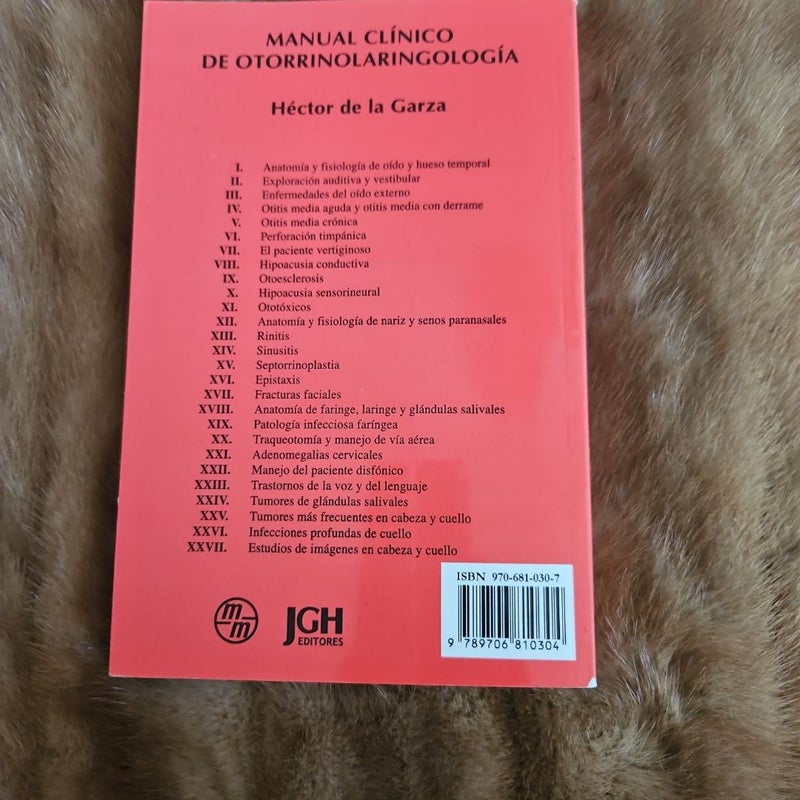 MANUAL CLÍNICO
DE OTORRINOLARINGOLOGÍA
Héctor de la Garza
I. Anatomía y fisiología de oído y hueso temporal
II. Exploración auditiva y vestibular
III. Enfermedades del oído externo
IV. Otitis media aguda y otitis media con derrame
V. Otitis media crónica
VI. Perforación timpánica
VII. El paciente vertiginoso
VIII. Hipoacusia conductiva
IX. Otoesclerosis
X. Hipoacusia sensorineural
XI. Ototóxicos
XII. Anatomía y fisiología de nariz y senos paranasales
XIII. Rinitis
XIV. Sinusitis
XV. Septorrinoplastia
XVI. Epistaxis
XVII. Fracturas faciales
XVIII. Anatomía de faringe, laringe y glándulas salivales
XIX. Patología infecciosa faríngea
XX. Traqueotomía y manejo de vía aérea
XXI. Adenomegalias cervicales
XXII. Manejo del paciente disfónico
XXIII. Trastornos de la voz y del lenguaje
XXIV. Tumores de glándulas salivales
XXV. Tumores más frecuentes en cabeza y cuello
XXVI. Infecciones profundas de cuello
XXVII. Estudios de imágenes en cabeza y cuello
ISBN 970-681-030-7
9 789706 810304
m
m
JGH
EDITORES